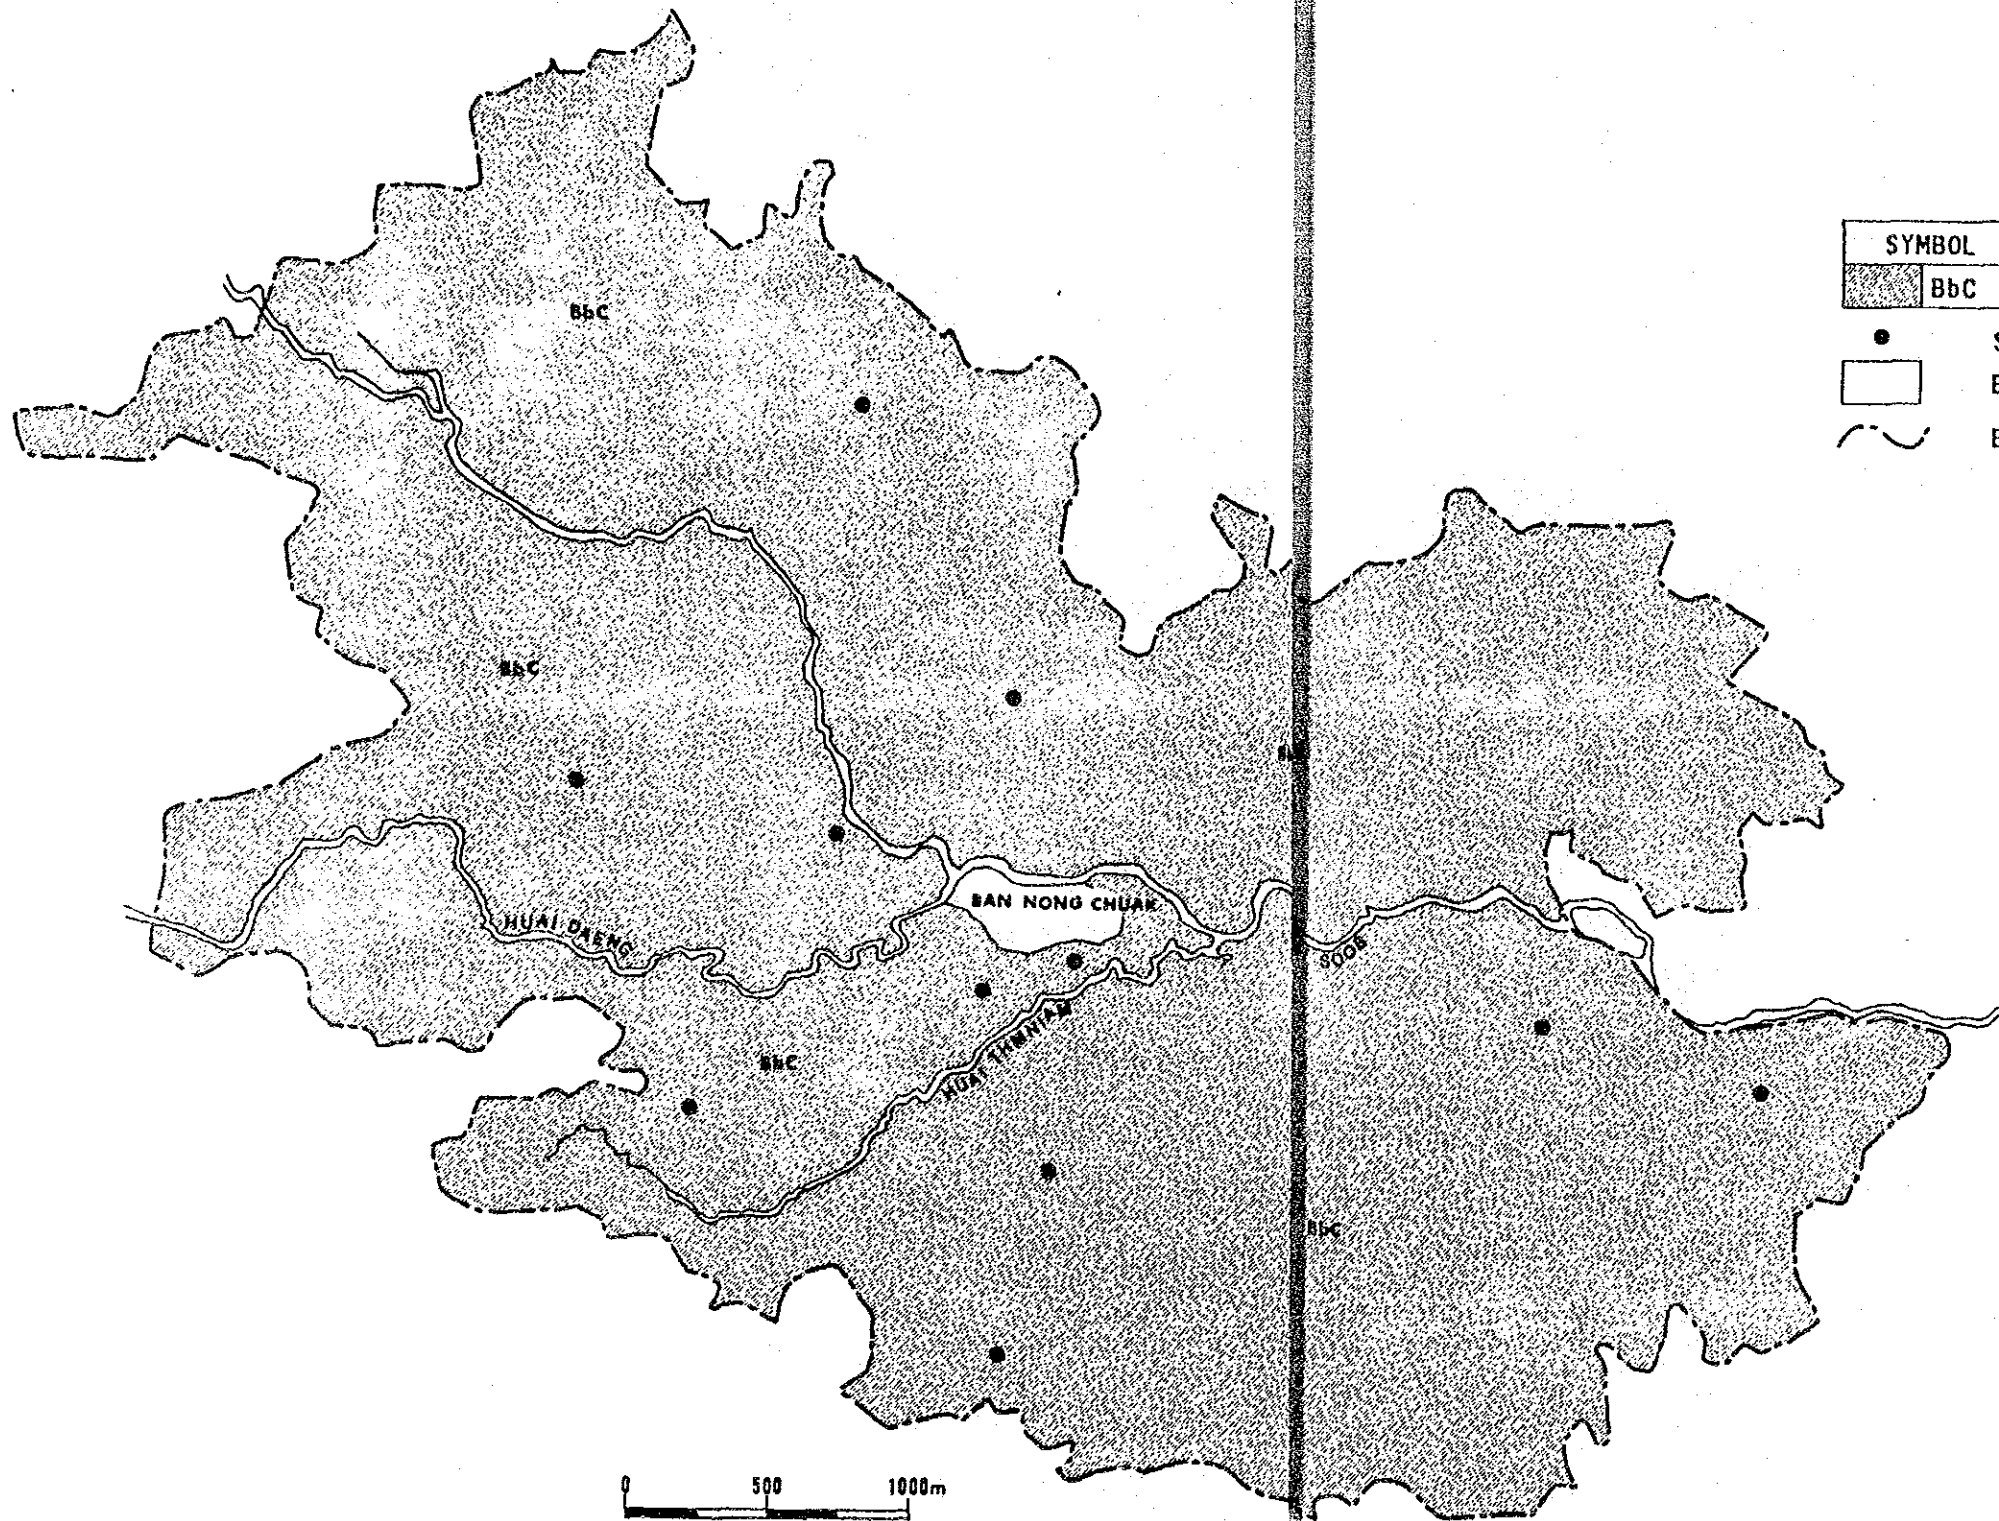 SYMBOL
BbC
BbC
BbC
BAN NONG CHUAK
HUAI DAENG
SOOB
HUAI THMNIAM
BbC
BbC
0 500 1000m